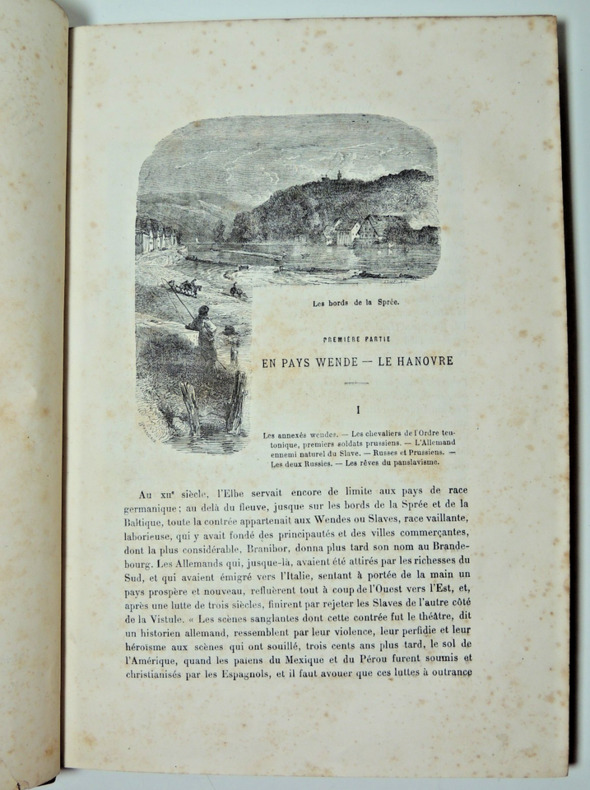 Les bords de la Sprée.
PREMIÈRE PARTIE
EN PAYS WENDE — LE HANOVRE
I
Les annexés wendes. — Les chevaliers de l'Ordre teu-
tonique, premiers soldats prussiens. — L'Allemand
ennemi naturel du Slave. — Russes et Prussiens. —
Les deux Russies. — Les rêves du panslavisme.
Au XIIe siècle, l'Elbe servait encore de limite aux pays de race
germanique; au delà du fleuve, jusque sur les bords de la Sprée et de la
Baltique, toute la contrée appartenait aux Wendes ou Slaves, race vaillante,
laborieuse, qui y avait fondé des principautés et des villes commerçantes,
dont la plus considérable, Branibor, donna plus tard son nom au Brande-
bourg. Les Allemands qui, jusque-là, avaient été attirés par les richesses du
Sud, et qui avaient émigré vers l'Italie, sentant à portée de la main un
pays prospère et nouveau, refluèrent tout à coup de l'Ouest vers l'Est, et,
après une lutte de trois siècles, finirent par rejeter les Slaves de l'autre côté
de la Vistule. « Les scènes sanglantes dont cette contrée fut le théâtre, dit
un historien allemand, ressemblent par leur violence, leur perfidie et leur
héroïsme aux scènes qui ont souillé, trois cents ans plus tard, le sol de
l'Amérique, quand les païens du Mexique et du Pérou furent soumis et
christianisés par les Espagnols, et il faut avouer que ces luttes à outrance